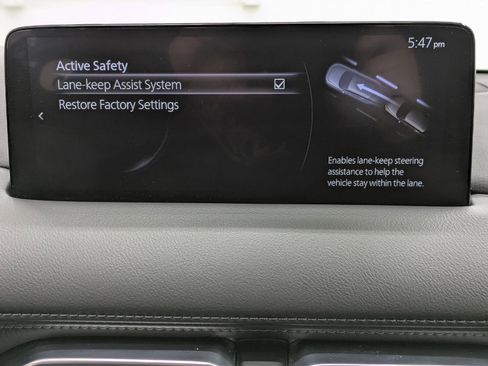 5:47 pm
Active Safety
Lane-keep Assist System
Restore Factory Settings
Enables lane-keep steering
assistance to help the
vehicle stay within the lane.